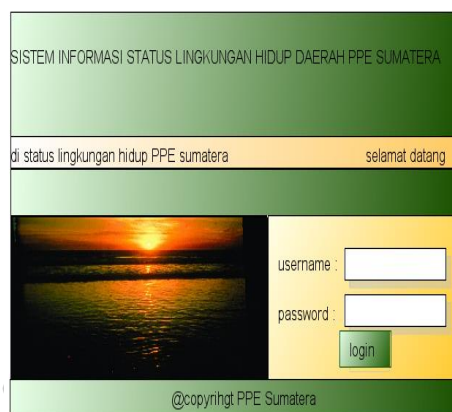 SISTEM INFORMASI STATUS LINGKUNGAN HIDUP DAERAH PPE SUMATERA
di status lingkungan hidup PPE sumatera selamat datang
username :
password :
login
@copyrihgt PPE Sumatera